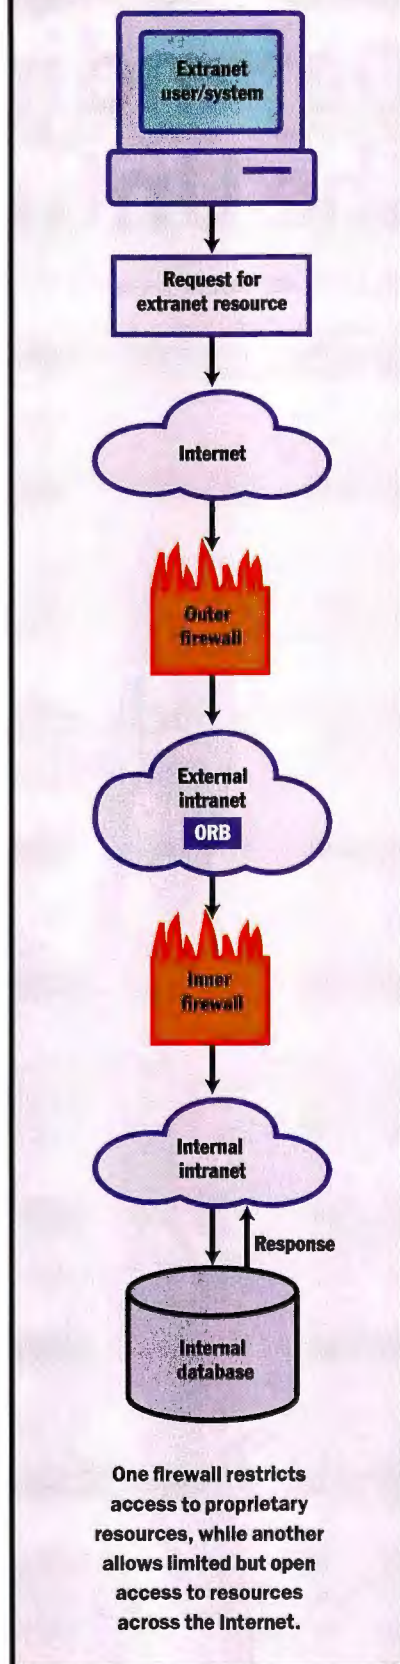 Extranet
user/system
Request for
extranet resource
Internet
Outer
firewall
External
intranet
ORB
Inner
firewall
Internal
intranet
Response
Internal
database
One firewall restricts
access to proprietary
resources, while another
allows limited but open
access to resources
across the Internet.